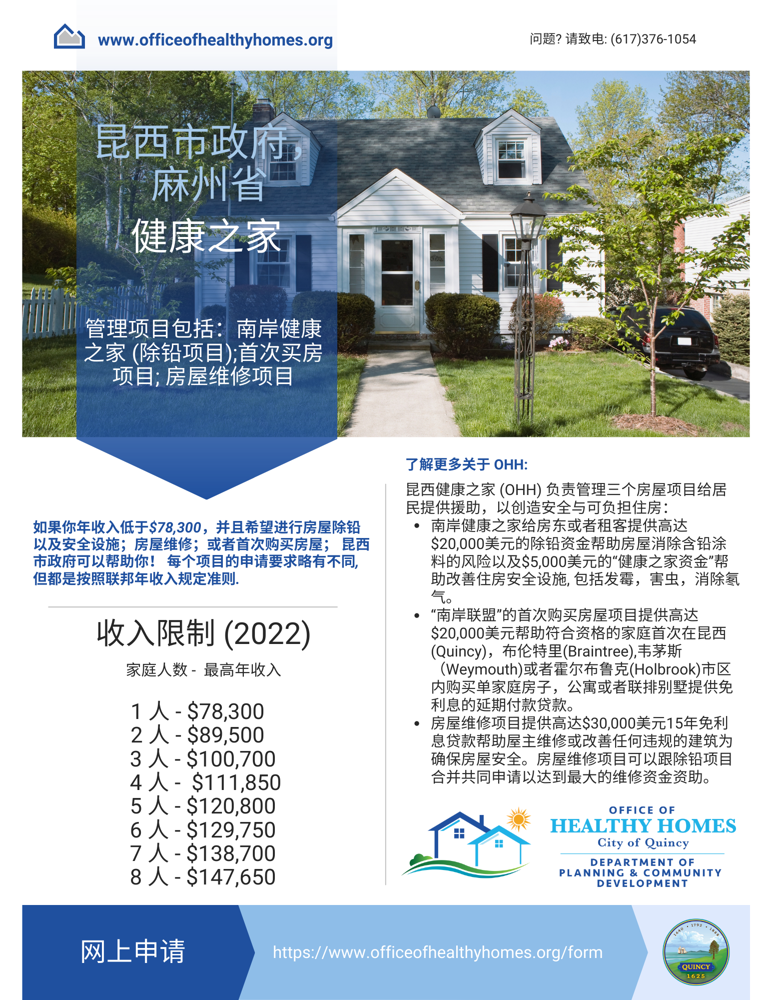 www.officeofhealthyhomes.org
问题? 请致电: (617)376-1054
昆西市政府，
麻州省
健康之家
管理项目包括：南岸健康
之家 (除铅项目);首次买房
项目; 房屋维修项目
如果你年收入低于$78,300，并且希望进行房屋除铅
以及安全设施；房屋维修；或者首次购买房屋； 昆西
市政府可以帮助你！ 每个项目的申请要求略有不同,
但都是按照联邦年收入规定准则.
收入限制 (2022)
家庭人数 - 最高年收入
1 人 - $78,300
2 人 - $89,500
3 人 - $100,700
4 人 - $111,850
5 人 - $120,800
6 人 - $129,750
7 人 - $138,700
8 人 - $147,650
了解更多关于 OHH:
昆西健康之家 (OHH) 负责管理三个房屋项目给居
民提供援助，以创造安全与可负担住房：
• 南岸健康之家给房东或者租客提供高达
$20,000美元的除铅资金帮助房屋消除含铅涂
料的风险以及$5,000美元的“健康之家资金”帮
助改善住房安全设施, 包括发霉，害虫，消除氡
气。
• “南岸联盟”的首次购买房屋项目提供高达
$20,000美元帮助符合资格的家庭首次在昆西
(Quincy)，布伦特里(Braintree),韦茅斯
（Weymouth)或者霍尔布鲁克(Holbrook)市区
内购买单家庭房子，公寓或者联排别墅提供免
利息的延期付款贷款。
• 房屋维修项目提供高达$30,000美元15年免利
息贷款帮助屋主维修或改善任何违规的建筑为
确保房屋安全。房屋维修项目可以跟除铅项目
合并共同申请以达到最大的维修资金资助。
OFFICE OF
HEALTHY HOMES
City of Quincy
DEPARTMENT OF
PLANNING & COMMUNITY
DEVELOPMENT
网上申请
https://www.officeofhealthyhomes.org/form
1640 • 1792 • 1888
QUINCY
1625